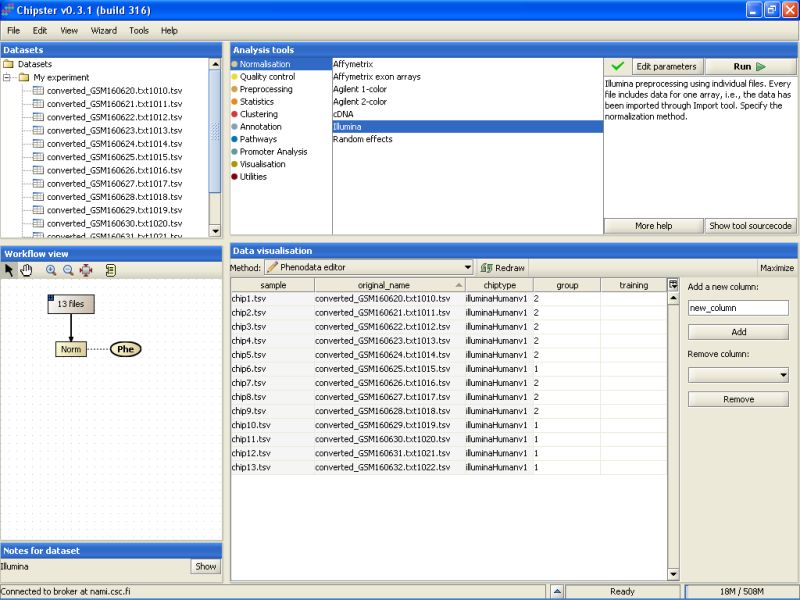 Chipster v0.3.1 (build 316)
File Edit View Wizard Tools Help
Datasets
Datasets
My experiment
converted_GSM160620.txt1010.tsv
converted_GSM160621.txt1011.tsv
converted_GSM160622.txt1012.tsv
converted_GSM160623.txt1013.tsv
converted_GSM160624.txt1014.tsv
converted_GSM160625.txt1015.tsv
converted_GSM160626.txt1016.tsv
converted_GSM160627.txt1017.tsv
converted_GSM160628.txt1018.tsv
converted_GSM160629.txt1019.tsv
converted_GSM160630.txt1020.tsv
converted_GSM160631.txt1021.tsv
Analysis tools
Normalisation
Quality control
Preprocessing
Statistics
Clustering
Annotation
Pathways
Promoter Analysis
Visualisation
Utilities
Affymetrix
Affymetrix exon arrays
Agilent 1-color
Agilent 2-color
cDNA
Illumina
Random effects
Edit parameters
Run
Illumina preprocessing using individual files. Every
file includes data for one array, i.e., the data has
been imported through Import tool. Specify the
normalization method.
More help
Show tool sourcecode
Workflow view
13 files
Norm
Phe
Notes for dataset
Illumina
Show
Data visualisation
Method: Phenodata editor Redraw Maximize
sample original_name chiptype group training
chip1.tsv converted_GSM160620.txt1010.tsv illuminaHumanv1 2
chip2.tsv converted_GSM160621.txt1011.tsv illuminaHumanv1 2
chip3.tsv converted_GSM160622.txt1012.tsv illuminaHumanv1 2
chip4.tsv converted_GSM160623.txt1013.tsv illuminaHumanv1 2
chip5.tsv converted_GSM160624.txt1014.tsv illuminaHumanv1 2
chip6.tsv converted_GSM160625.txt1015.tsv illuminaHumanv1 1
chip7.tsv converted_GSM160626.txt1016.tsv illuminaHumanv1 2
chip8.tsv converted_GSM160627.txt1017.tsv illuminaHumanv1 2
chip9.tsv converted_GSM160628.txt1018.tsv illuminaHumanv1 2
chip10.tsv converted_GSM160629.txt1019.tsv illuminaHumanv1 1
chip11.tsv converted_GSM160630.txt1020.tsv illuminaHumanv1 1
chip12.tsv converted_GSM160631.txt1021.tsv illuminaHumanv1 1
chip13.tsv converted_GSM160632.txt1022.tsv illuminaHumanv1 1
Add a new column:
new_column
Add
Remove column:
Remove
Connected to broker at nami.csc.fi
Ready
18M / 508M